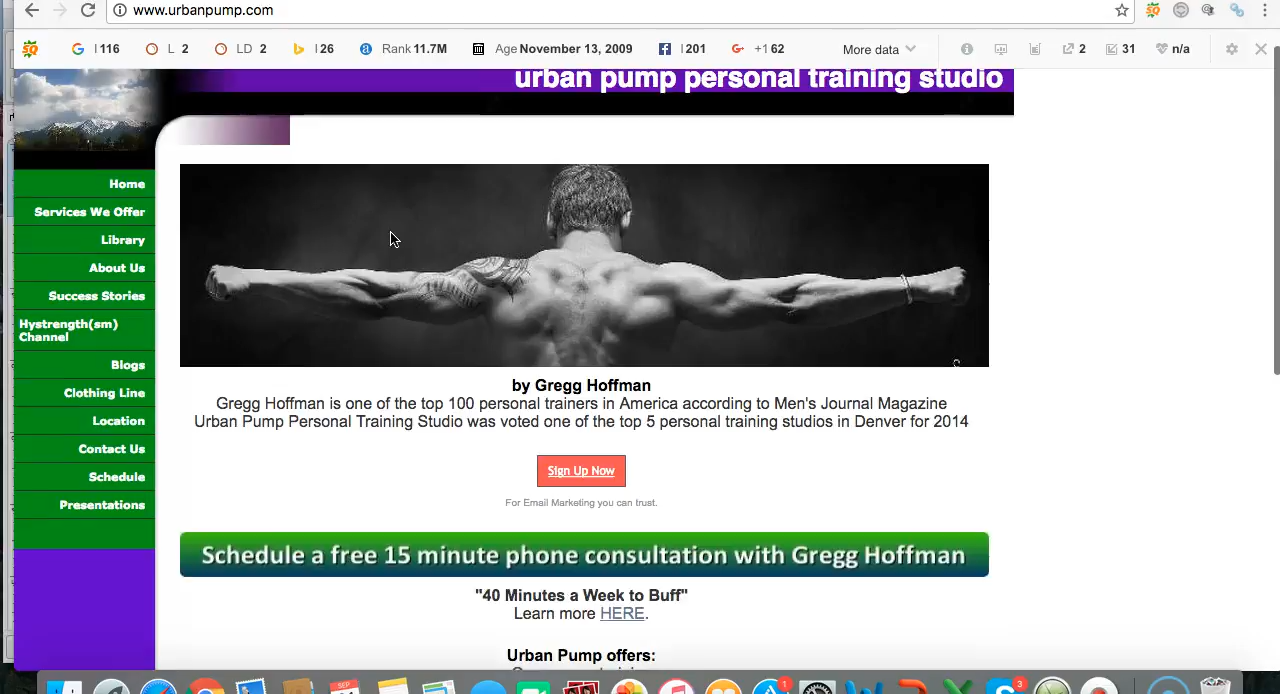 www.urbanpump.com
SQ I 116 L 2 LD 2 I 26 a Rank 11.7M Age November 13, 2009 I 201 +1 62 More data 2 31 n/a
urban pump personal training studio
Home
Services We Offer
Library
About Us
Success Stories
Hystrength(sm)
Channel
Blogs
Clothing Line
Location
Contact Us
Schedule
Presentations
by Gregg Hoffman
Gregg Hoffman is one of the top 100 personal trainers in America according to Men's Journal Magazine
Urban Pump Personal Training Studio was voted one of the top 5 personal training studios in Denver for 2014
Sign Up Now
For Email Marketing you can trust.
Schedule a free 15 minute phone consultation with Gregg Hoffman
"40 Minutes a Week to Buff"
Learn more HERE.
Urban Pump offers:
SEP
1
3